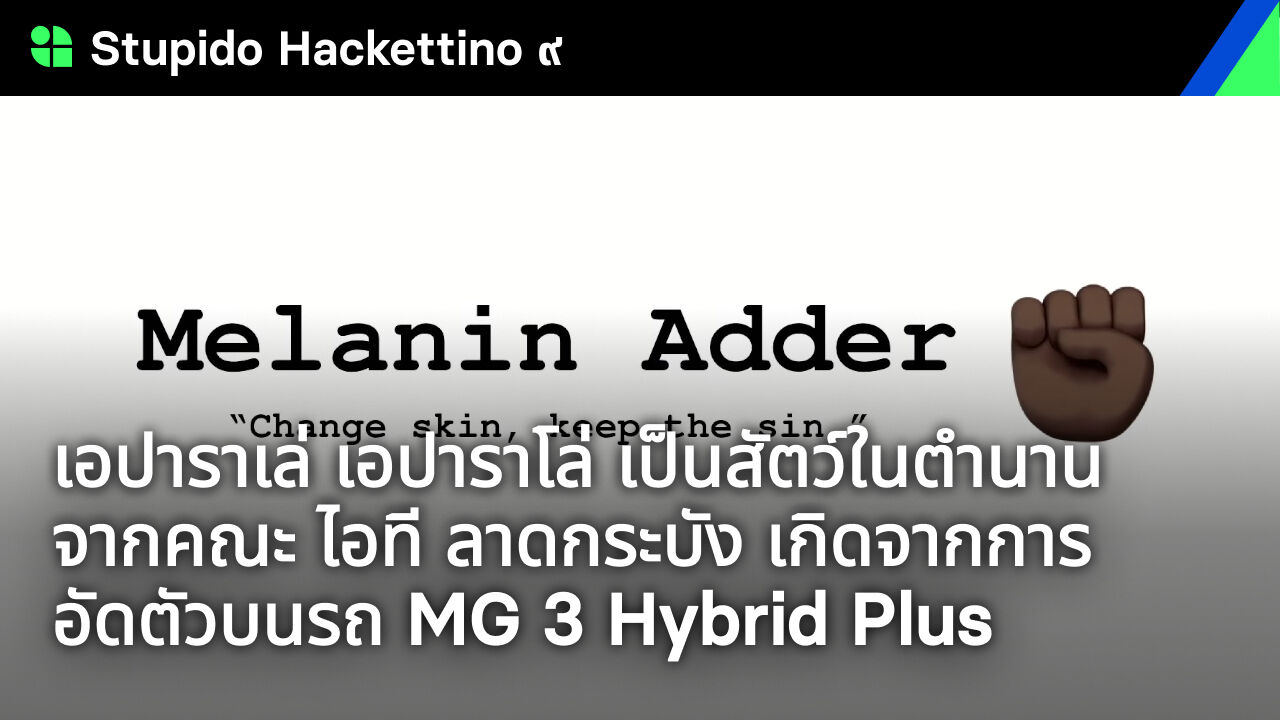 Stupido Hackettino ๙
Melanin Adder
“Change skin, keep the sin.”
เอปาราเล่ เอปาราโล่ เป็นสัตว์ในตำนาน
จากคณะ ไอที ลาดกระบัง เกิดจากการ
อัดตัวบนรถ MG 3 Hybrid Plus